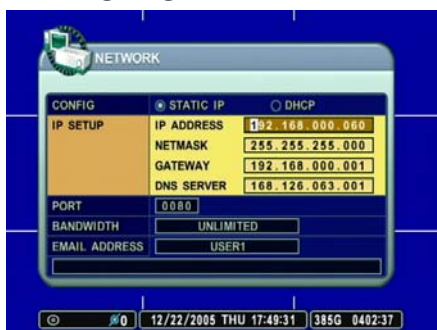 NETWORK
CONFIG STATIC IP DHCP
IP SETUP IP ADDRESS 192.168.000.060
NETMASK 255.255.255.000
GATEWAY 192.168.001.001
DNS SERVER 168.126.063.001
PORT 0080
BANDWIDTH UNLIMITED
EMAIL ADDRESS USER1
0 12/22/2005 THU 17:49:31 385G 0402:37